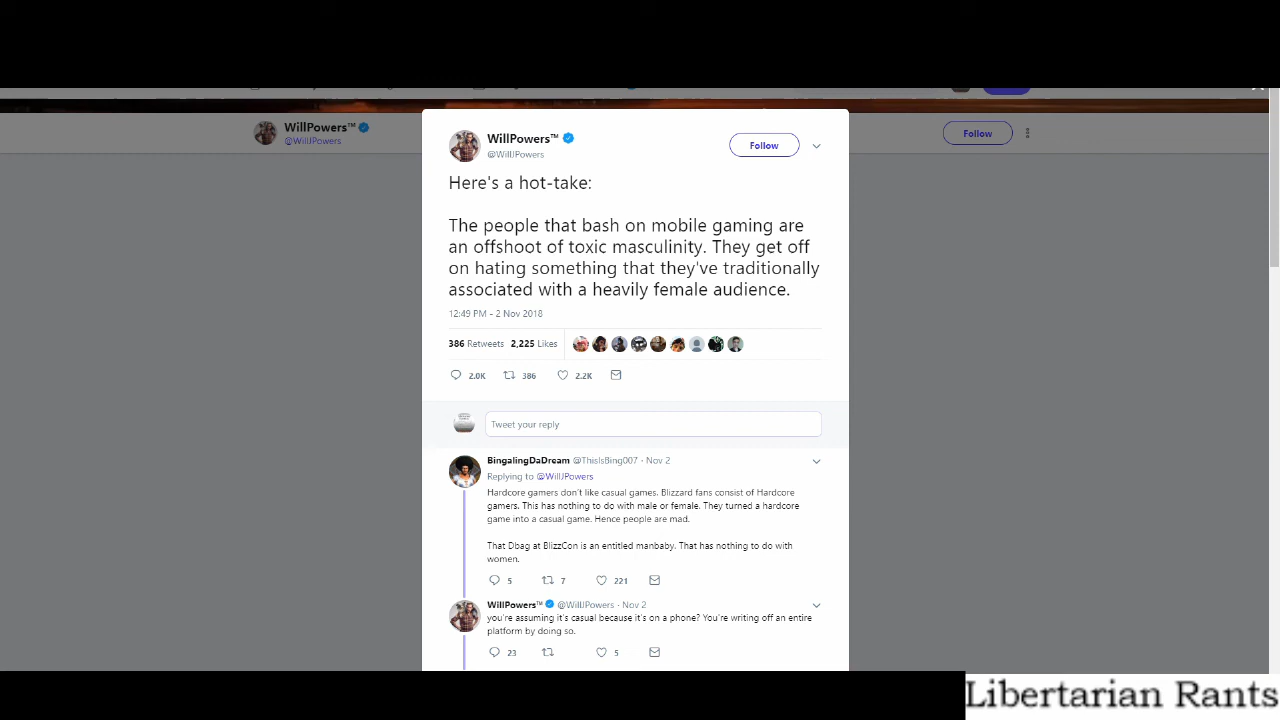 WillPowers™
@WillJPowers
Follow
WillPowers™
@WillJPowers
Follow
Here's a hot-take:
The people that bash on mobile gaming are
an offshoot of toxic masculinity. They get off
on hating something that they've traditionally
associated with a heavily female audience.
12:49 PM - 2 Nov 2018
386 Retweets 2,225 Likes
2.0K 386 2.2K
Tweet your reply
BingalingDaDream @ThisIsBing007 · Nov 2
Replying to @WillJPowers
Hardcore gamers don't like casual games. Blizzard fans consist of Hardcore
gamers. This has nothing to do with male or female. They turned a hardcore
game into a casual game. Hence people are mad.
That Dbag at BlizzCon is an entitled manbaby. That has nothing to do with
women.
5 7 221
WillPowers™ @WillJPowers · Nov 2
you're assuming it's casual because it's on a phone? You're writing off an entire
platform by doing so.
23 5
Libertarian Rants